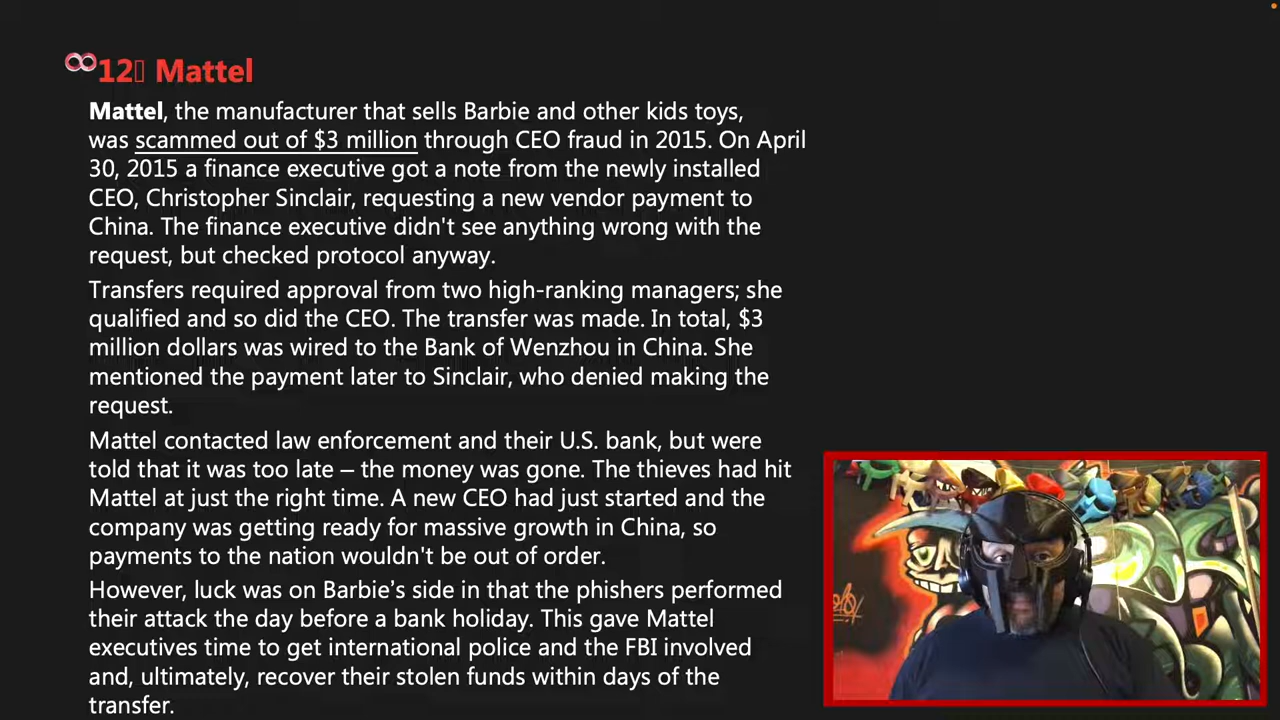 12 Mattel
Mattel, the manufacturer that sells Barbie and other kids toys,
was scammed out of $3 million through CEO fraud in 2015. On April
30, 2015 a finance executive got a note from the newly installed
CEO, Christopher Sinclair, requesting a new vendor payment to
China. The finance executive didn't see anything wrong with the
request, but checked protocol anyway.
Transfers required approval from two high-ranking managers; she
qualified and so did the CEO. The transfer was made. In total, $3
million dollars was wired to the Bank of Wenzhou in China. She
mentioned the payment later to Sinclair, who denied making the
request.
Mattel contacted law enforcement and their U.S. bank, but were
told that it was too late – the money was gone. The thieves had hit
Mattel at just the right time. A new CEO had just started and the
company was getting ready for massive growth in China, so
payments to the nation wouldn't be out of order.
However, luck was on Barbie’s side in that the phishers performed
their attack the day before a bank holiday. This gave Mattel
executives time to get international police and the FBI involved
and, ultimately, recover their stolen funds within days of the
transfer.